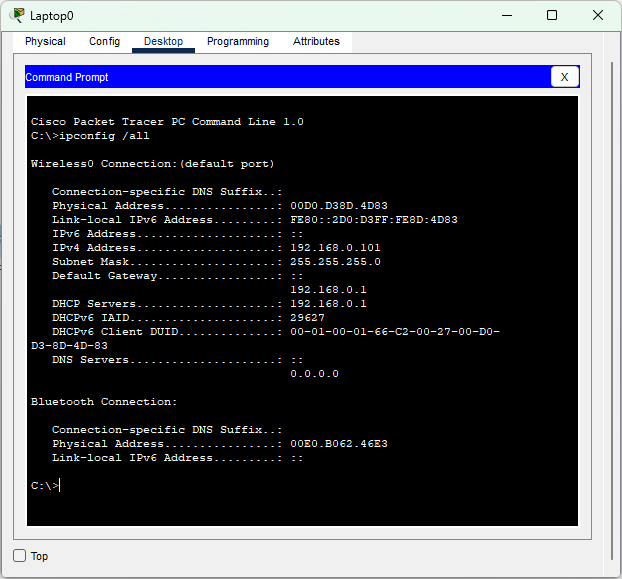 Laptop0
Physical Config Desktop Programming Attributes
Command Prompt X
Cisco Packet Tracer PC Command Line 1.0
C:\>ipconfig /all
Wireless0 Connection:(default port)
Connection-specific DNS Suffix..:
Physical Address................: 00D0.D38D.4D83
Link-local IPv6 Address.........: FE80::2D0:D3FF:FE8D:4D83
IPv6 Address....................: ::
IPv4 Address....................: 192.168.0.101
Subnet Mask.....................: 255.255.255.0
Default Gateway.................: ::
192.168.0.1
DHCP Servers....................: 192.168.0.1
DHCPv6 IAID.....................: 29627
DHCPv6 Client DUID..............: 00-01-00-01-66-C2-00-27-00-D0-
D3-8D-4D-83
DNS Servers.....................: ::
0.0.0.0
Bluetooth Connection:
Connection-specific DNS Suffix..:
Physical Address................: 00E0.B062.46E3
Link-local IPv6 Address.........: ::
C:\>
Top